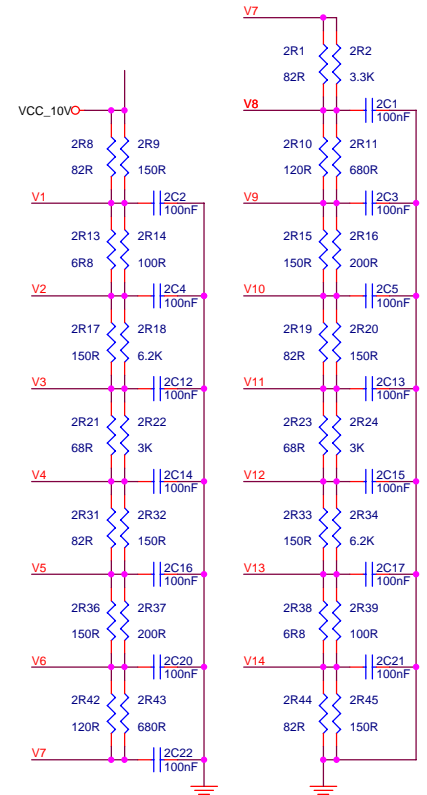 VCC_10V
2R8 2R9
82R 150R
V1
2C2
100nF
2R13 2R14
6R8 100R
V2
2C4
100nF
2R17 2R18
150R 6.2K
V3
2C12
100nF
2R21 2R22
68R 3K
V4
2C14
100nF
2R31 2R32
82R 150R
V5
2C16
100nF
2R36 2R37
150R 200R
V6
2C20
100nF
2R42 2R43
120R 680R
V7
2C22
100nF
V7
2R1 2R2
82R 3.3K
V8
2C1
100nF
2R10 2R11
120R 680R
V9
2C3
100nF
2R15 2R16
150R 200R
V10
2C5
100nF
2R19 2R20
82R 150R
V11
2C13
100nF
2R23 2R24
68R 3K
V12
2C15
100nF
2R33 2R34
150R 6.2K
V13
2C17
100nF
2R38 2R39
6R8 100R
V14
2C21
100nF
2R44 2R45
82R 150R